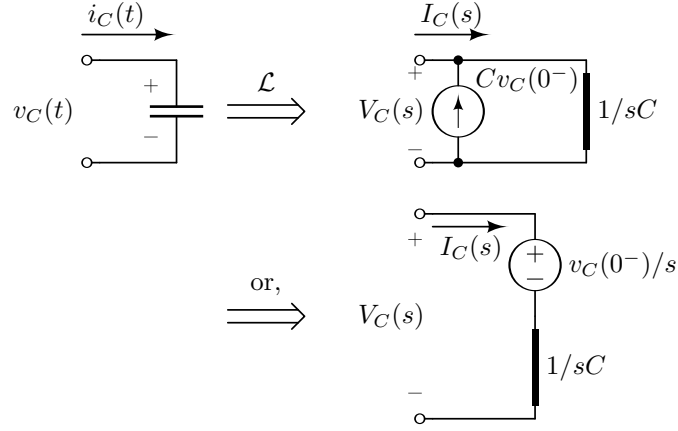 i_C(t)
I_C(s)
+
+
Cv_C(0⁻)
v_C(t)
ℒ
V_C(s)
1/sC
−
−
+
I_C(s)
+
−
v_C(0⁻)/s
or,
V_C(s)
1/sC
−